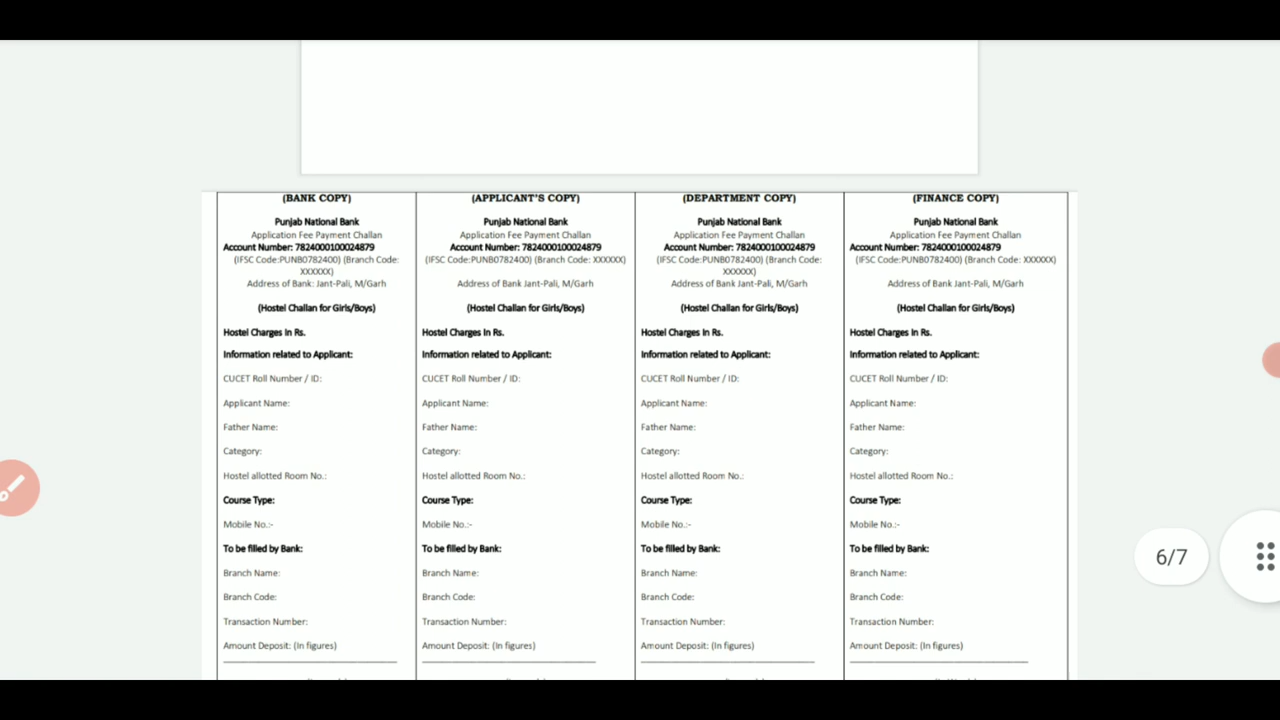 (BANK COPY)
Punjab National Bank
Application Fee Payment Challan
Account Number: 7824000100024879
(IFSC Code:PUNB0782400) (Branch Code:
XXXXXX)
Address of Bank: Jant-Pali, M/Garh
(Hostel Challan for Girls/Boys)
Hostel Charges In Rs.
Information related to Applicant:
CUCET Roll Number / ID:
Applicant Name:
Father Name:
Category:
Hostel allotted Room No.:
Course Type:
Mobile No.:-
To be filled by Bank:
Branch Name:
Branch Code:
Transaction Number:
Amount Deposit: (In figures)
(APPLICANT'S COPY)
Punjab National Bank
Application Fee Payment Challan
Account Number: 7824000100024879
(IFSC Code:PUNB0782400) (Branch Code: XXXXXX)
Address of Bank Jant-Pali, M/Garh
(Hostel Challan for Girls/Boys)
Hostel Charges In Rs.
Information related to Applicant:
CUCET Roll Number / ID:
Applicant Name:
Father Name:
Category:
Hostel allotted Room No.:
Course Type:
Mobile No.:-
To be filled by Bank:
Branch Name:
Branch Code:
Transaction Number:
Amount Deposit: (In figures)
(DEPARTMENT COPY)
Punjab National Bank
Application Fee Payment Challan
Account Number: 7824000100024879
(IFSC Code:PUNB0782400) (Branch Code:
XXXXXX)
Address of Bank Jant-Pali, M/Garh
(Hostel Challan for Girls/Boys)
Hostel Charges In Rs.
Information related to Applicant:
CUCET Roll Number / ID:
Applicant Name:
Father Name:
Category:
Hostel allotted Room No.:
Course Type:
Mobile No.:-
To be filled by Bank:
Branch Name:
Branch Code:
Transaction Number:
Amount Deposit: (In figures)
(FINANCE COPY)
Punjab National Bank
Application Fee Payment Challan
Account Number: 7824000100024879
(IFSC Code:PUNB0782400) (Branch Code: XXXXXX)
Address of Bank Jant-Pali, M/Garh
(Hostel Challan for Girls/Boys)
Hostel Charges In Rs.
Information related to Applicant:
CUCET Roll Number / ID:
Applicant Name:
Father Name:
Category:
Hostel allotted Room No.:
Course Type:
Mobile No.:-
To be filled by Bank:
Branch Name:
Branch Code:
Transaction Number:
Amount Deposit: (In figures)
6/7